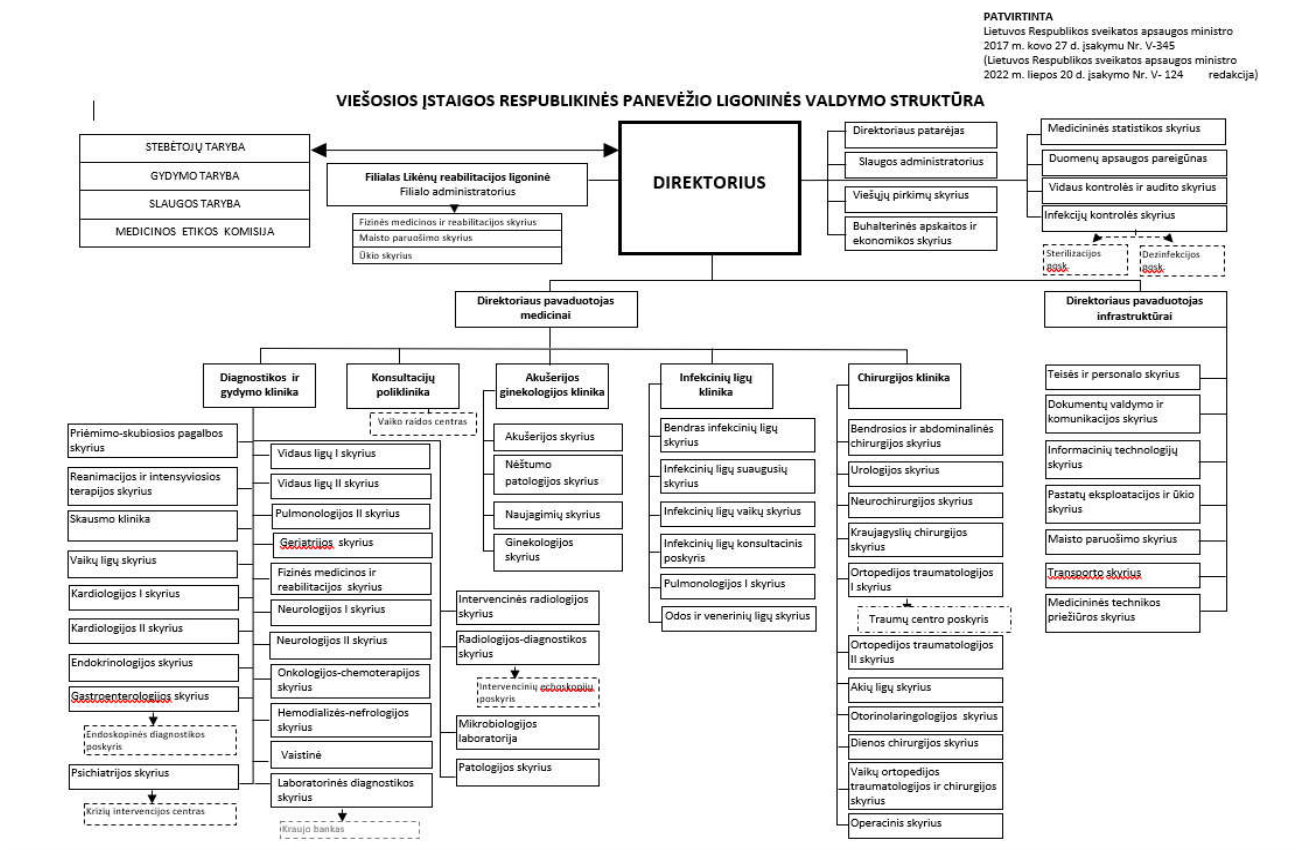 PATVIRTINTA
Lietuvos Respublikos sveikatos apsaugos ministro
2017 m. kovo 27 d. įsakymu Nr. V-345
(Lietuvos Respublikos sveikatos apsaugos ministro
2022 m. liepos 20 d. įsakymo Nr. V- 124 redakcija)
VIEŠOSIOS ĮSTAIGOS RESPUBLIKINĖS PANEVĖŽIO LIGONINĖS VALDYMO STRUKTŪRA
STEBĖTOJŲ TARYBA
GYDYMO TARYBA
SLAUGOS TARYBA
MEDICINOS ETIKOS KOMISIJA
Filialas Likėnų reabilitacijos ligoninė
Filialo administratorius
Fizinės medicinos ir reabilitacijos skyrius
Maisto paruošimo skyrius
Ūkio skyrius
DIREKTORIUS
Direktoriaus patarėjas
Slaugos administratorius
Viešųjų pirkimų skyrius
Buhalterinės apskaitos ir
ekonomikos skyrius
Medicininės statistikos skyrius
Duomenų apsaugos pareigūnas
Vidaus kontrolės ir audito skyrius
Infekcijų kontrolės skyrius
Sterilizacijos
posk.
Dezinfekcijos
posk.
Direktoriaus pavaduotojas
medicinai
Direktoriaus pavaduotojas
infrastruktūrai
Diagnostikos ir
gydymo klinika
Priėmimo-skubiosios pagalbos
skyrius
Reanimacijos ir intensyviosios
terapijos skyrius
Skausmo klinika
Vaikų ligų skyrius
Kardiologijos I skyrius
Kardiologijos II skyrius
Endokrinologijos skyrius
Gastroenterologijos skyrius
Endoskopinės diagnostikos
poskyris
Psichiatrijos skyrius
Krizių intervencijos centras
Vidaus ligų I skyrius
Vidaus ligų II skyrius
Pulmonologijos II skyrius
Geriatrijos skyrius
Fizinės medicinos ir
reabilitacijos skyrius
Neurologijos I skyrius
Neurologijos II skyrius
Onkologijos-chemoterapijos
skyrius
Hemodializės-nefrologijos
skyrius
Vaistinė
Laboratorinės diagnostikos
skyrius
Kraujo bankas
Konsultacijų
poliklinika
Vaiko raidos centras
Intervencinės radiologijos
skyrius
Radiologijos-diagnostikos
skyrius
Intervencinių echoskopijų
poskyris
Mikrobiologijos
laboratorija
Patologijos skyrius
Akušerijos
ginekologijos klinika
Akušerijos skyrius
Nėštumo
patologijos skyrius
Naujagimių skyrius
Ginekologijos
skyrius
Infekcinių ligų
klinika
Bendras infekcinių ligų
skyrius
Infekcinių ligų suaugusių
skyrius
Infekcinių ligų vaikų skyrius
Infekcinių ligų konsultacinis
poskyris
Pulmonologijos I skyrius
Odos ir venerinių ligų skyrius
Chirurgijos klinika
Bendrosios ir abdominalinės
chirurgijos skyrius
Urologijos skyrius
Neurochirurgijos skyrius
Kraujagyslių chirurgijos
skyrius
Ortopedijos traumatologijos
I skyrius
Traumų centro poskyris
Ortopedijos traumatologijos
II skyrius
Akių ligų skyrius
Otorinolaringologijos skyrius
Dienos chirurgijos skyrius
Vaikų ortopedijos
traumatologijos ir chirurgijos
skyrius
Operacinis skyrius
Teisės ir personalo skyrius
Dokumentų valdymo ir
komunikacijos skyrius
Informacinių technologijų
skyrius
Pastatų eksploatacijos ir ūkio
skyrius
Maisto paruošimo skyrius
Transporto skyrius
Medicininės technikos
priežiūros skyrius